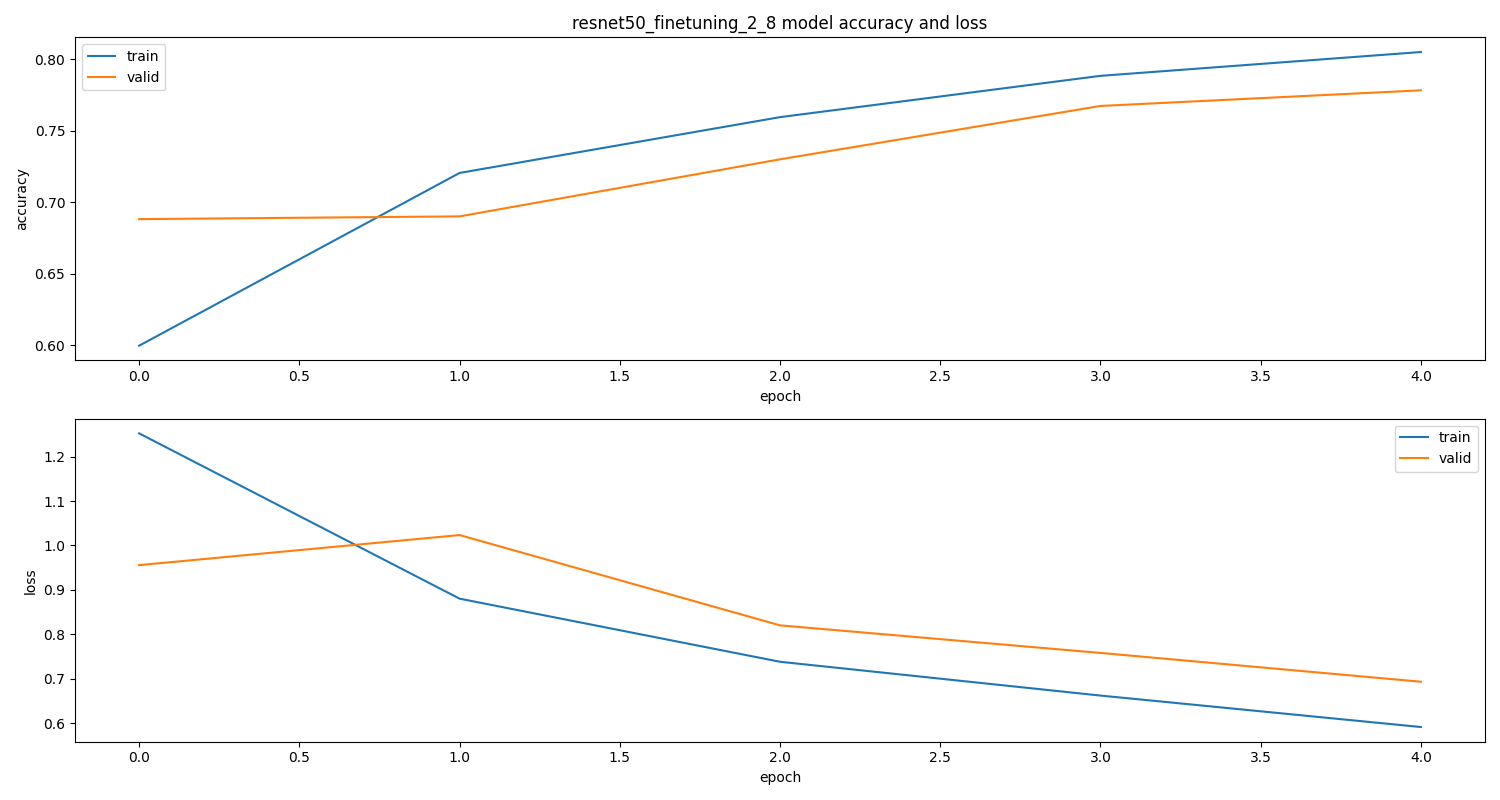 resnet50_finetuning_2_8 model accuracy and loss
train
valid
0.80
0.75
0.70
0.65
0.60
accuracy
0.0 0.5 1.0 1.5 2.0 2.5 3.0 3.5 4.0
epoch
train
valid
1.2
1.1
1.0
0.9
0.8
0.7
0.6
loss
0.0 0.5 1.0 1.5 2.0 2.5 3.0 3.5 4.0
epoch